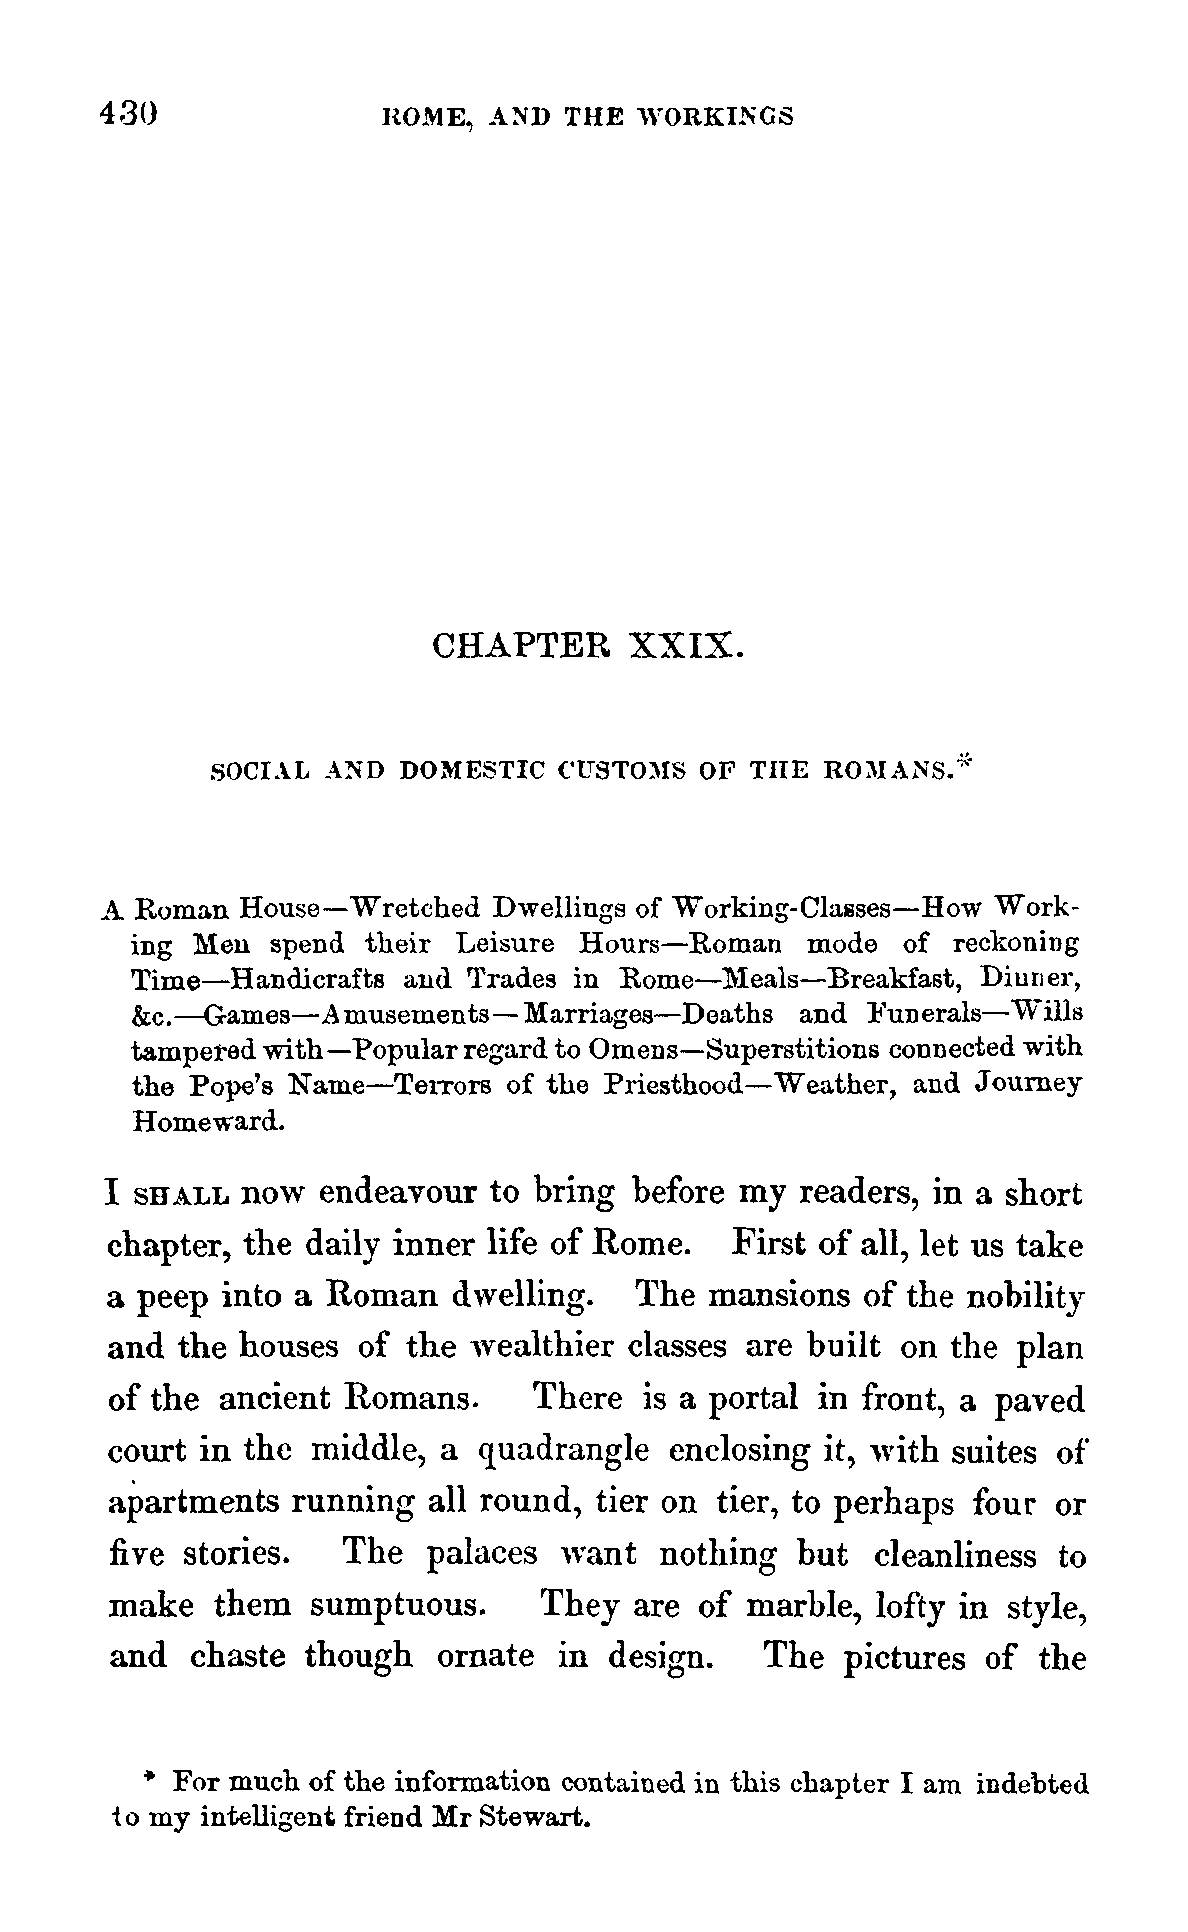 430 ROME, AND THE WORKINGS
CHAPTER XXIX.
SOCIAL AND DOMESTIC CUSTOMS OF THE ROMANS.*
A Roman House—Wretched Dwellings of Working-Classes—How Work-
ing Men spend their Leisure Hours—Roman mode of reckoning
Time—Handicrafts and Trades in Rome—Meals—Breakfast, Dinner,
&c.—Games—Amusements—Marriages—Deaths and Funerals—Wills
tampered with—Popular regard to Omens—Superstitions connected with
the Pope's Name—Terrors of the Priesthood—Weather, and Journey
Homeward.
I SHALL now endeavour to bring before my readers, in a short
chapter, the daily inner life of Rome. First of all, let us take
a peep into a Roman dwelling. The mansions of the nobility
and the houses of the wealthier classes are built on the plan
of the ancient Romans. There is a portal in front, a paved
court in the middle, a quadrangle enclosing it, with suites of
apartments running all round, tier on tier, to perhaps four or
five stories. The palaces want nothing but cleanliness to
make them sumptuous. They are of marble, lofty in style,
and chaste though ornate in design. The pictures of the
* For much of the information contained in this chapter I am indebted
to my intelligent friend Mr Stewart.